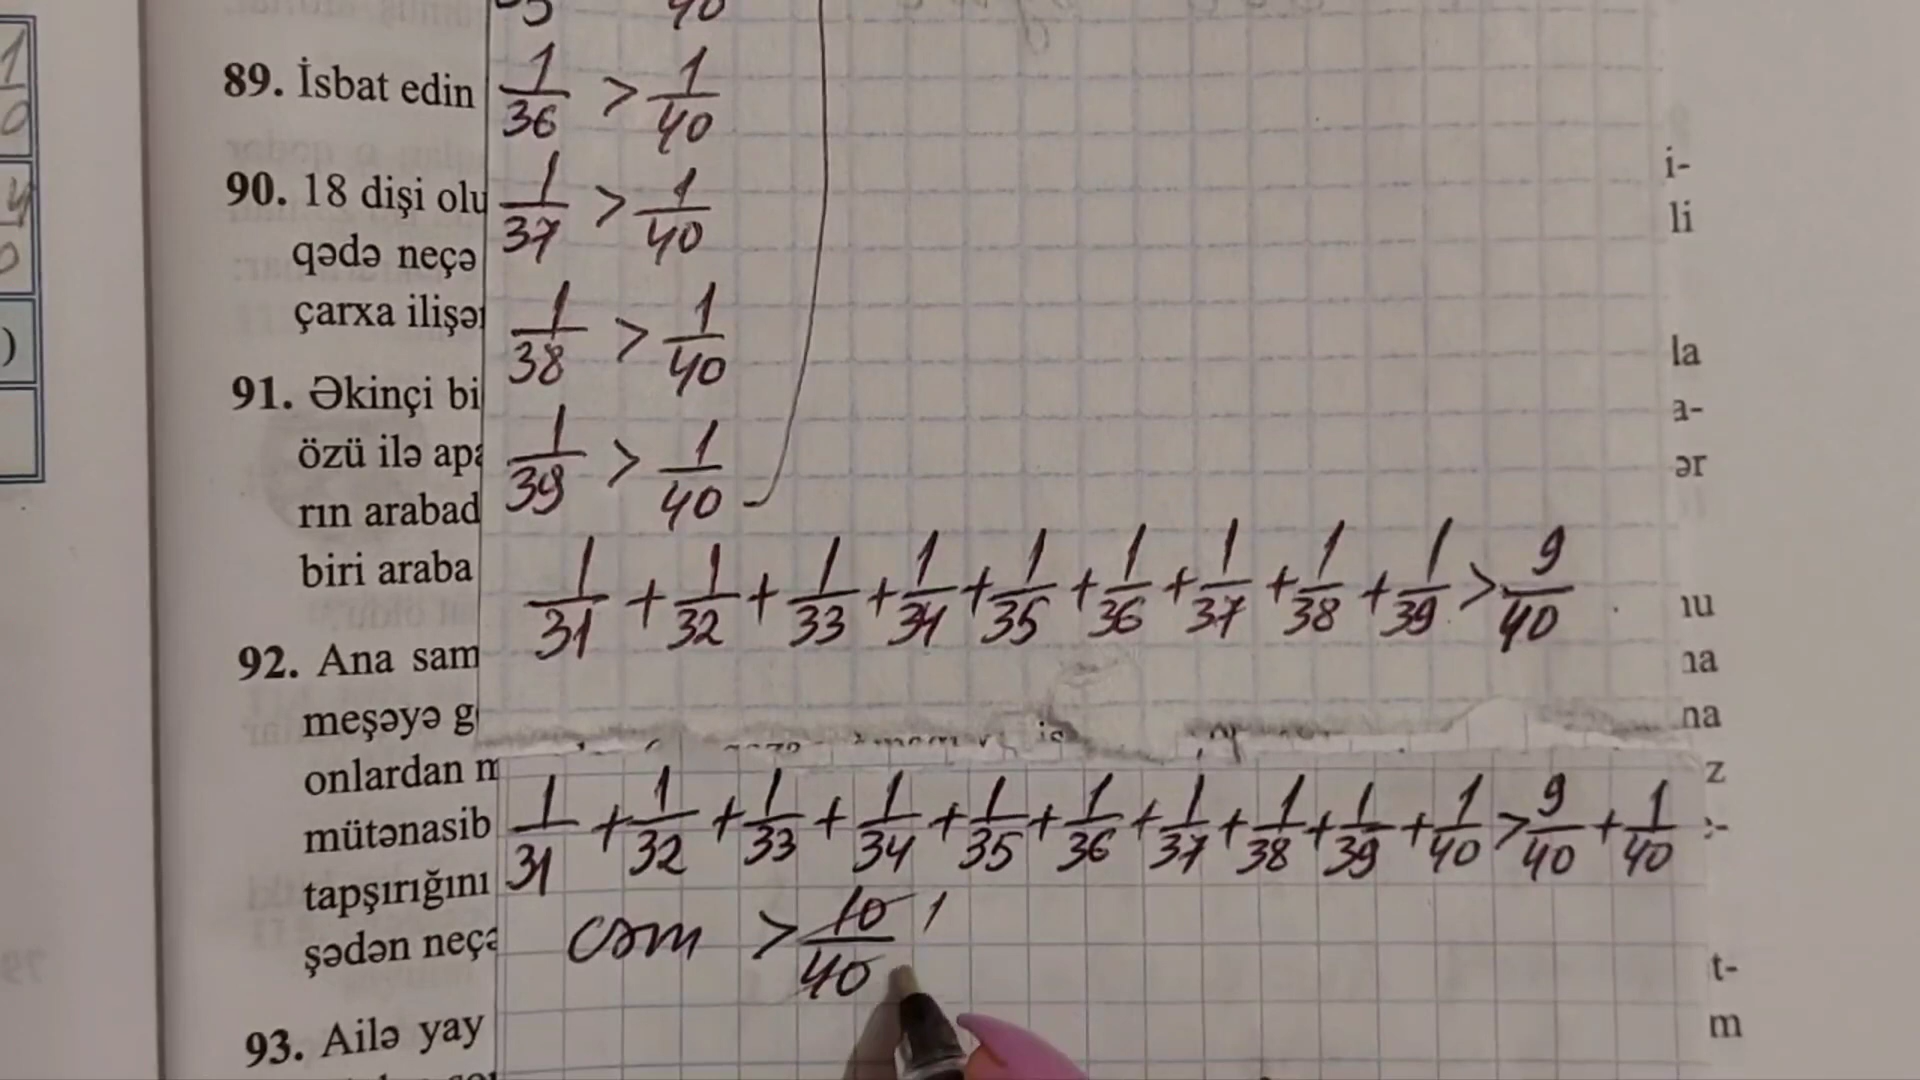 89. İsbat edin
90. 18 dişi olu
qədə neçə
çarxa ilişə
91. Əkinçi bi
özü ilə apa
rın arabad
biri araba
92. Ana sam
meşəyə g
onlardan m
mütənasib
tapşırığını
şədən neçə
93. Ailə yay
1/36 > 1/40
1/37 > 1/40
1/38 > 1/40
1/39 > 1/40
1/31 + 1/32 + 1/33 + 1/34 + 1/35 + 1/36 + 1/37 + 1/38 + 1/39 > 9/40
1/31 + 1/32 + 1/33 + 1/34 + 1/35 + 1/36 + 1/37 + 1/38 + 1/39 + 1/40 > 9/40 + 1/40
cəm > 10/40 1
i-
li
la
a-
ər
na
z
t-
m